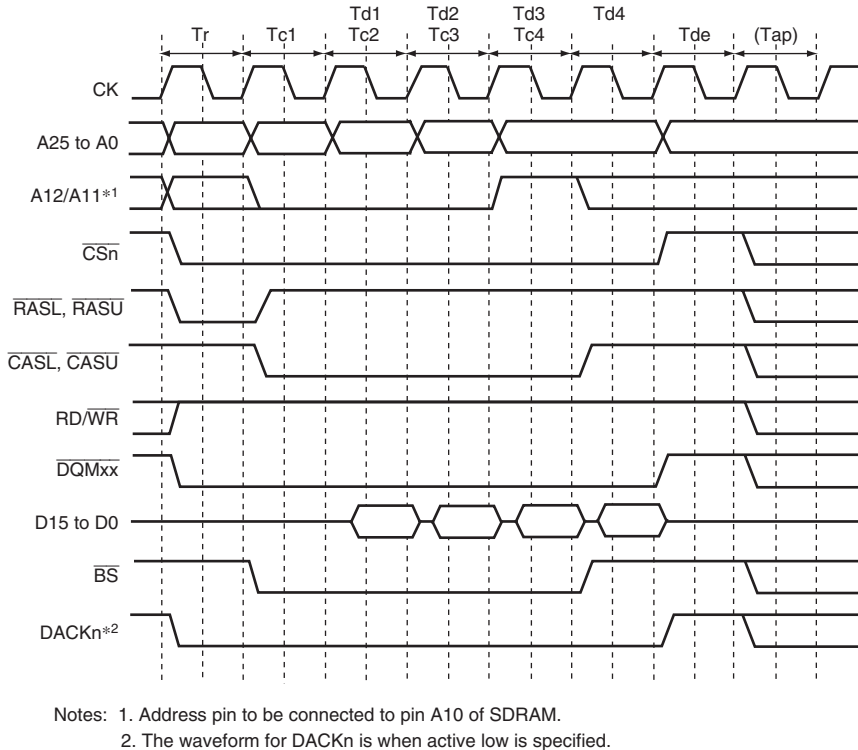 Td1 Td2 Td3 Td4
Tr Tc1 Tc2 Tc3 Tc4 Tde (Tap)
CK
A25 to A0
A12/A11*1
CSn
RASL, RASU
CASL, CASU
RD/WR
DQMxx
D15 to D0
BS
DACKn*2
Notes: 1. Address pin to be connected to pin A10 of SDRAM.
2. The waveform for DACKn is when active low is specified.